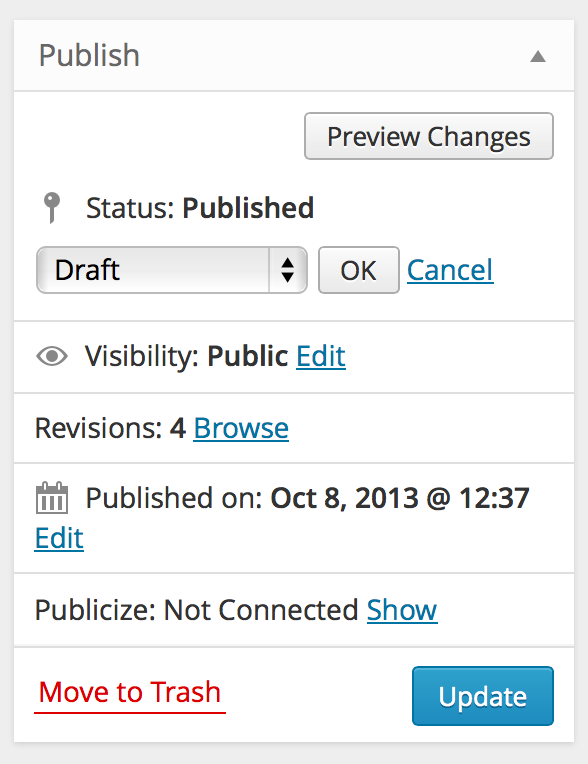 Publish
Preview Changes
Status: Published
Draft OK Cancel
Visibility: Public Edit
Revisions: 4 Browse
Published on: Oct 8, 2013 @ 12:37
Edit
Publicize: Not Connected Show
Move to Trash Update